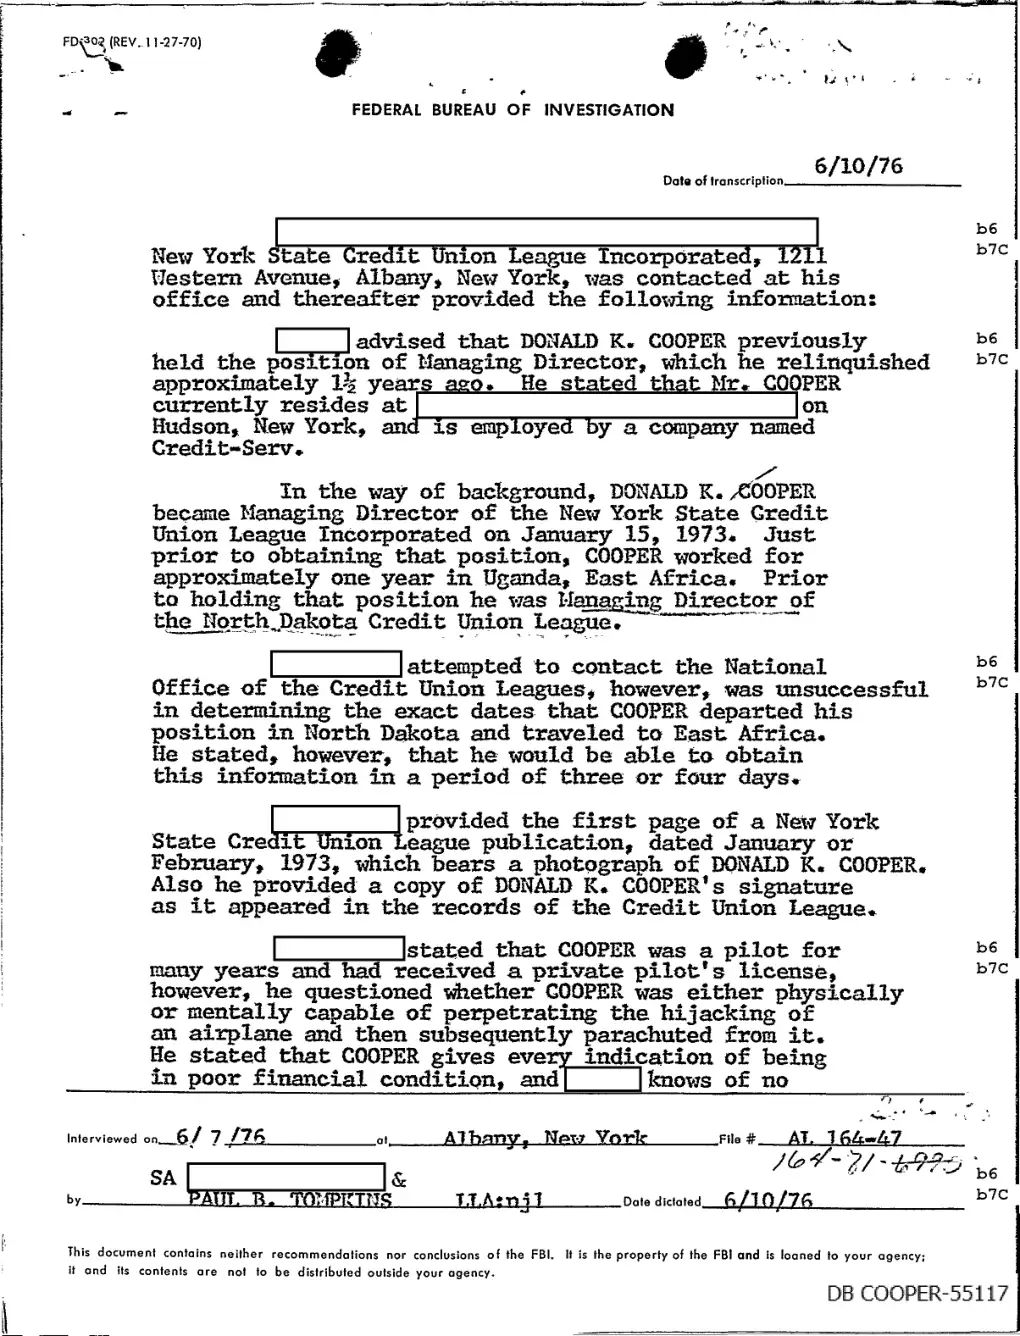 FD-302 (REV. 11-27-70)
FEDERAL BUREAU OF INVESTIGATION
6/10/76
Date of transcription
b6
b7C
New York State Credit Union League Incorporated, 1211
Western Avenue, Albany, New York, was contacted at his
office and thereafter provided the following information:
advised that DONALD K. COOPER previously b6
held the position of Managing Director, which he relinquished b7C
approximately 1½ years ago. He stated that Mr. COOPER
currently resides at on
Hudson, New York, and is employed by a company named
Credit-Serv.
In the way of background, DONALD K. COOPER
became Managing Director of the New York State Credit
Union League Incorporated on January 15, 1973. Just
prior to obtaining that position, COOPER worked for
approximately one year in Uganda, East Africa. Prior
to holding that position he was Managing Director of
the North Dakota Credit Union League.
attempted to contact the National b6
Office of the Credit Union Leagues, however, was unsuccessful b7C
in determining the exact dates that COOPER departed his
position in North Dakota and traveled to East Africa.
He stated, however, that he would be able to obtain
this information in a period of three or four days.
provided the first page of a New York
State Credit Union League publication, dated January or
February, 1973, which bears a photograph of DONALD K. COOPER.
Also he provided a copy of DONALD K. COOPER's signature
as it appeared in the records of the Credit Union League.
stated that COOPER was a pilot for b6
many years and had received a private pilot's license, b7C
however, he questioned whether COOPER was either physically
or mentally capable of perpetrating the hijacking of
an airplane and then subsequently parachuted from it.
He stated that COOPER gives every indication of being
in poor financial condition, and knows of no
Interviewed on 6/ 7 /76 at Albany, New York File # AL 164-47
164-71-
SA & b6
by PAUL B. TOMPKINS LLA:njl Date dictated 6/10/76 b7C
This document contains neither recommendations nor conclusions of the FBI. It is the property of the FBI and is loaned to your agency;
it and its contents are not to be distributed outside your agency.
DB COOPER-55117